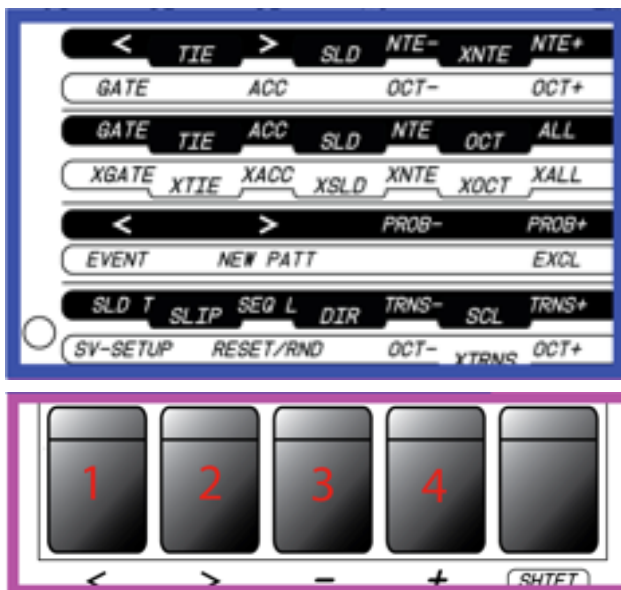 < TIE > SLD NTE- XNTE NTE+
GATE ACC OCT- OCT+
GATE TIE ACC SLD NTE OCT ALL
XGATE XTIE XACC XSLD XNTE XOCT XALL
< > PROB- PROB+
EVENT NEW PATT EXCL
SLD T SLIP SEQ L DIR TRNS- SCL TRNS+
SV-SETUP RESET/RND OCT- XTRNS OCT+
1 2 3 4
< > - + SHIFT